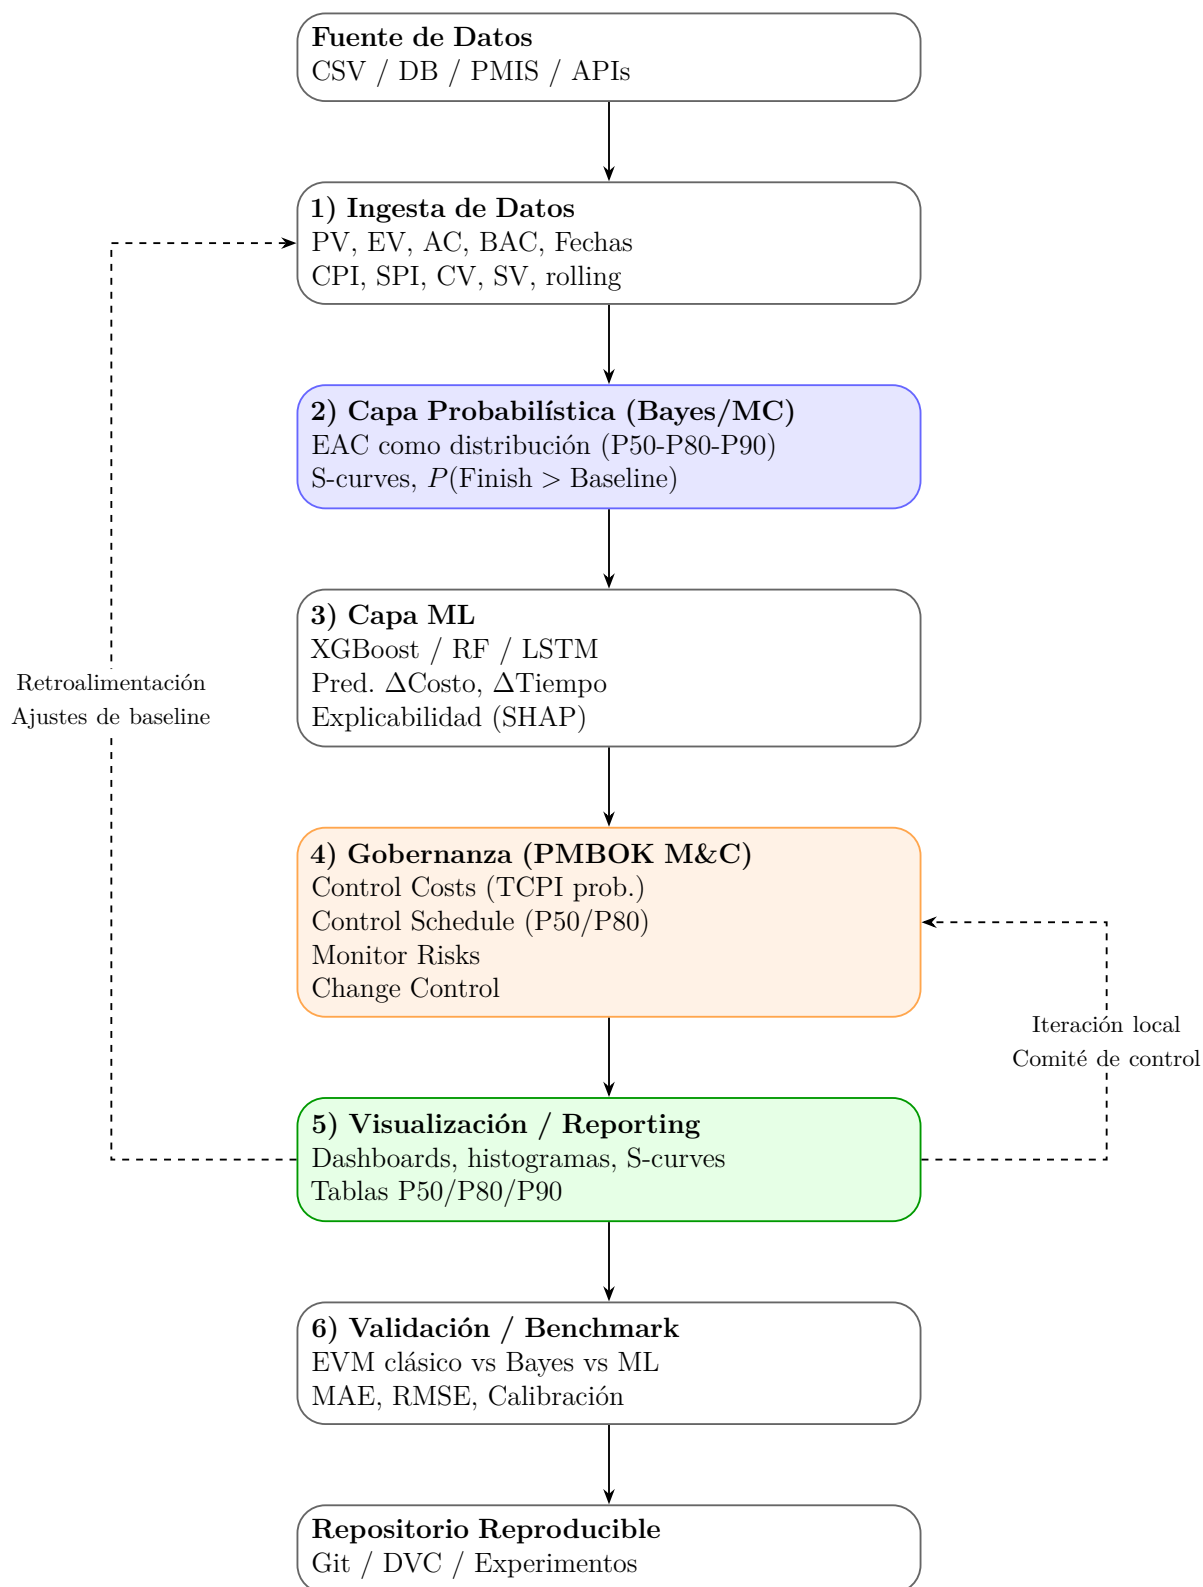 Fuente de Datos
CSV / DB / PMIS / APIs
1) Ingesta de Datos
PV, EV, AC, BAC, Fechas
CPI, SPI, CV, SV, rolling
2) Capa Probabilística (Bayes/MC)
EAC como distribución (P50-P80-P90)
S-curves, P(Finish > Baseline)
3) Capa ML
XGBoost / RF / LSTM
Pred. ΔCosto, ΔTiempo
Explicabilidad (SHAP)
Retroalimentación
Ajustes de baseline
4) Gobernanza (PMBOK M&C)
Control Costs (TCPI prob.)
Control Schedule (P50/P80)
Monitor Risks
Change Control
Iteración local
Comité de control
5) Visualización / Reporting
Dashboards, histogramas, S-curves
Tablas P50/P80/P90
6) Validación / Benchmark
EVM clásico vs Bayes vs ML
MAE, RMSE, Calibración
Repositorio Reproducible
Git / DVC / Experimentos